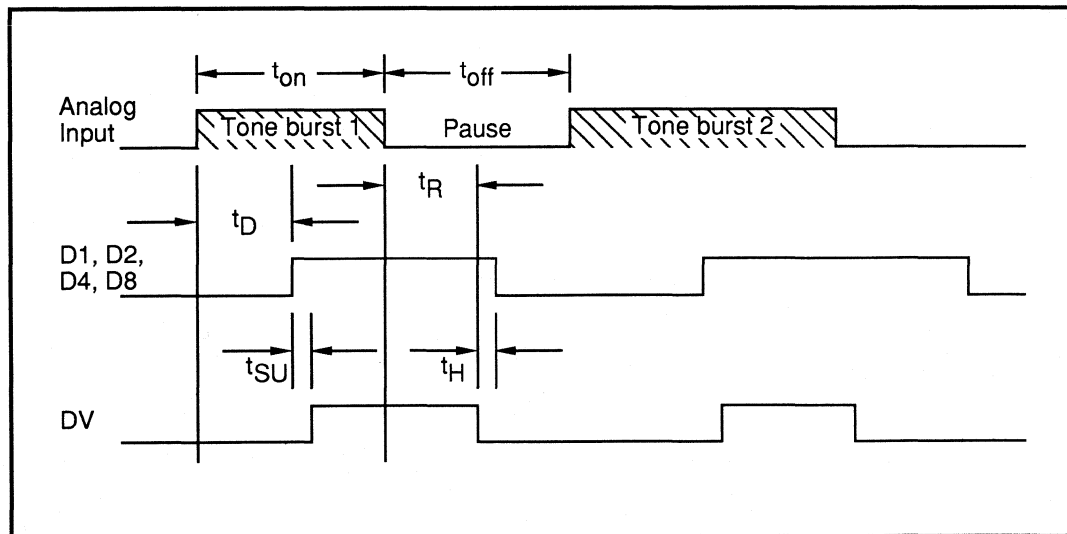 ton
toff
Analog
Input
Tone burst 1
Pause
Tone burst 2
tR
tD
D1, D2,
D4, D8
tSU
tH
DV